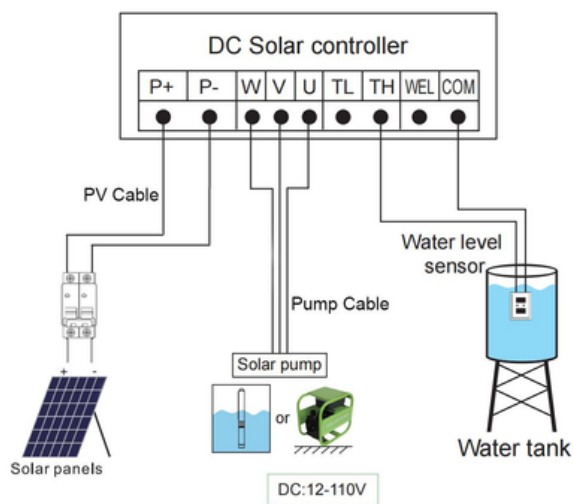 DC Solar controller
P+ P- W V U TL TH WEL COM
PV Cable
Water level
sensor
Pump Cable
+ -
Solar pump
or
Solar panels
Water tank
DC:12-110V